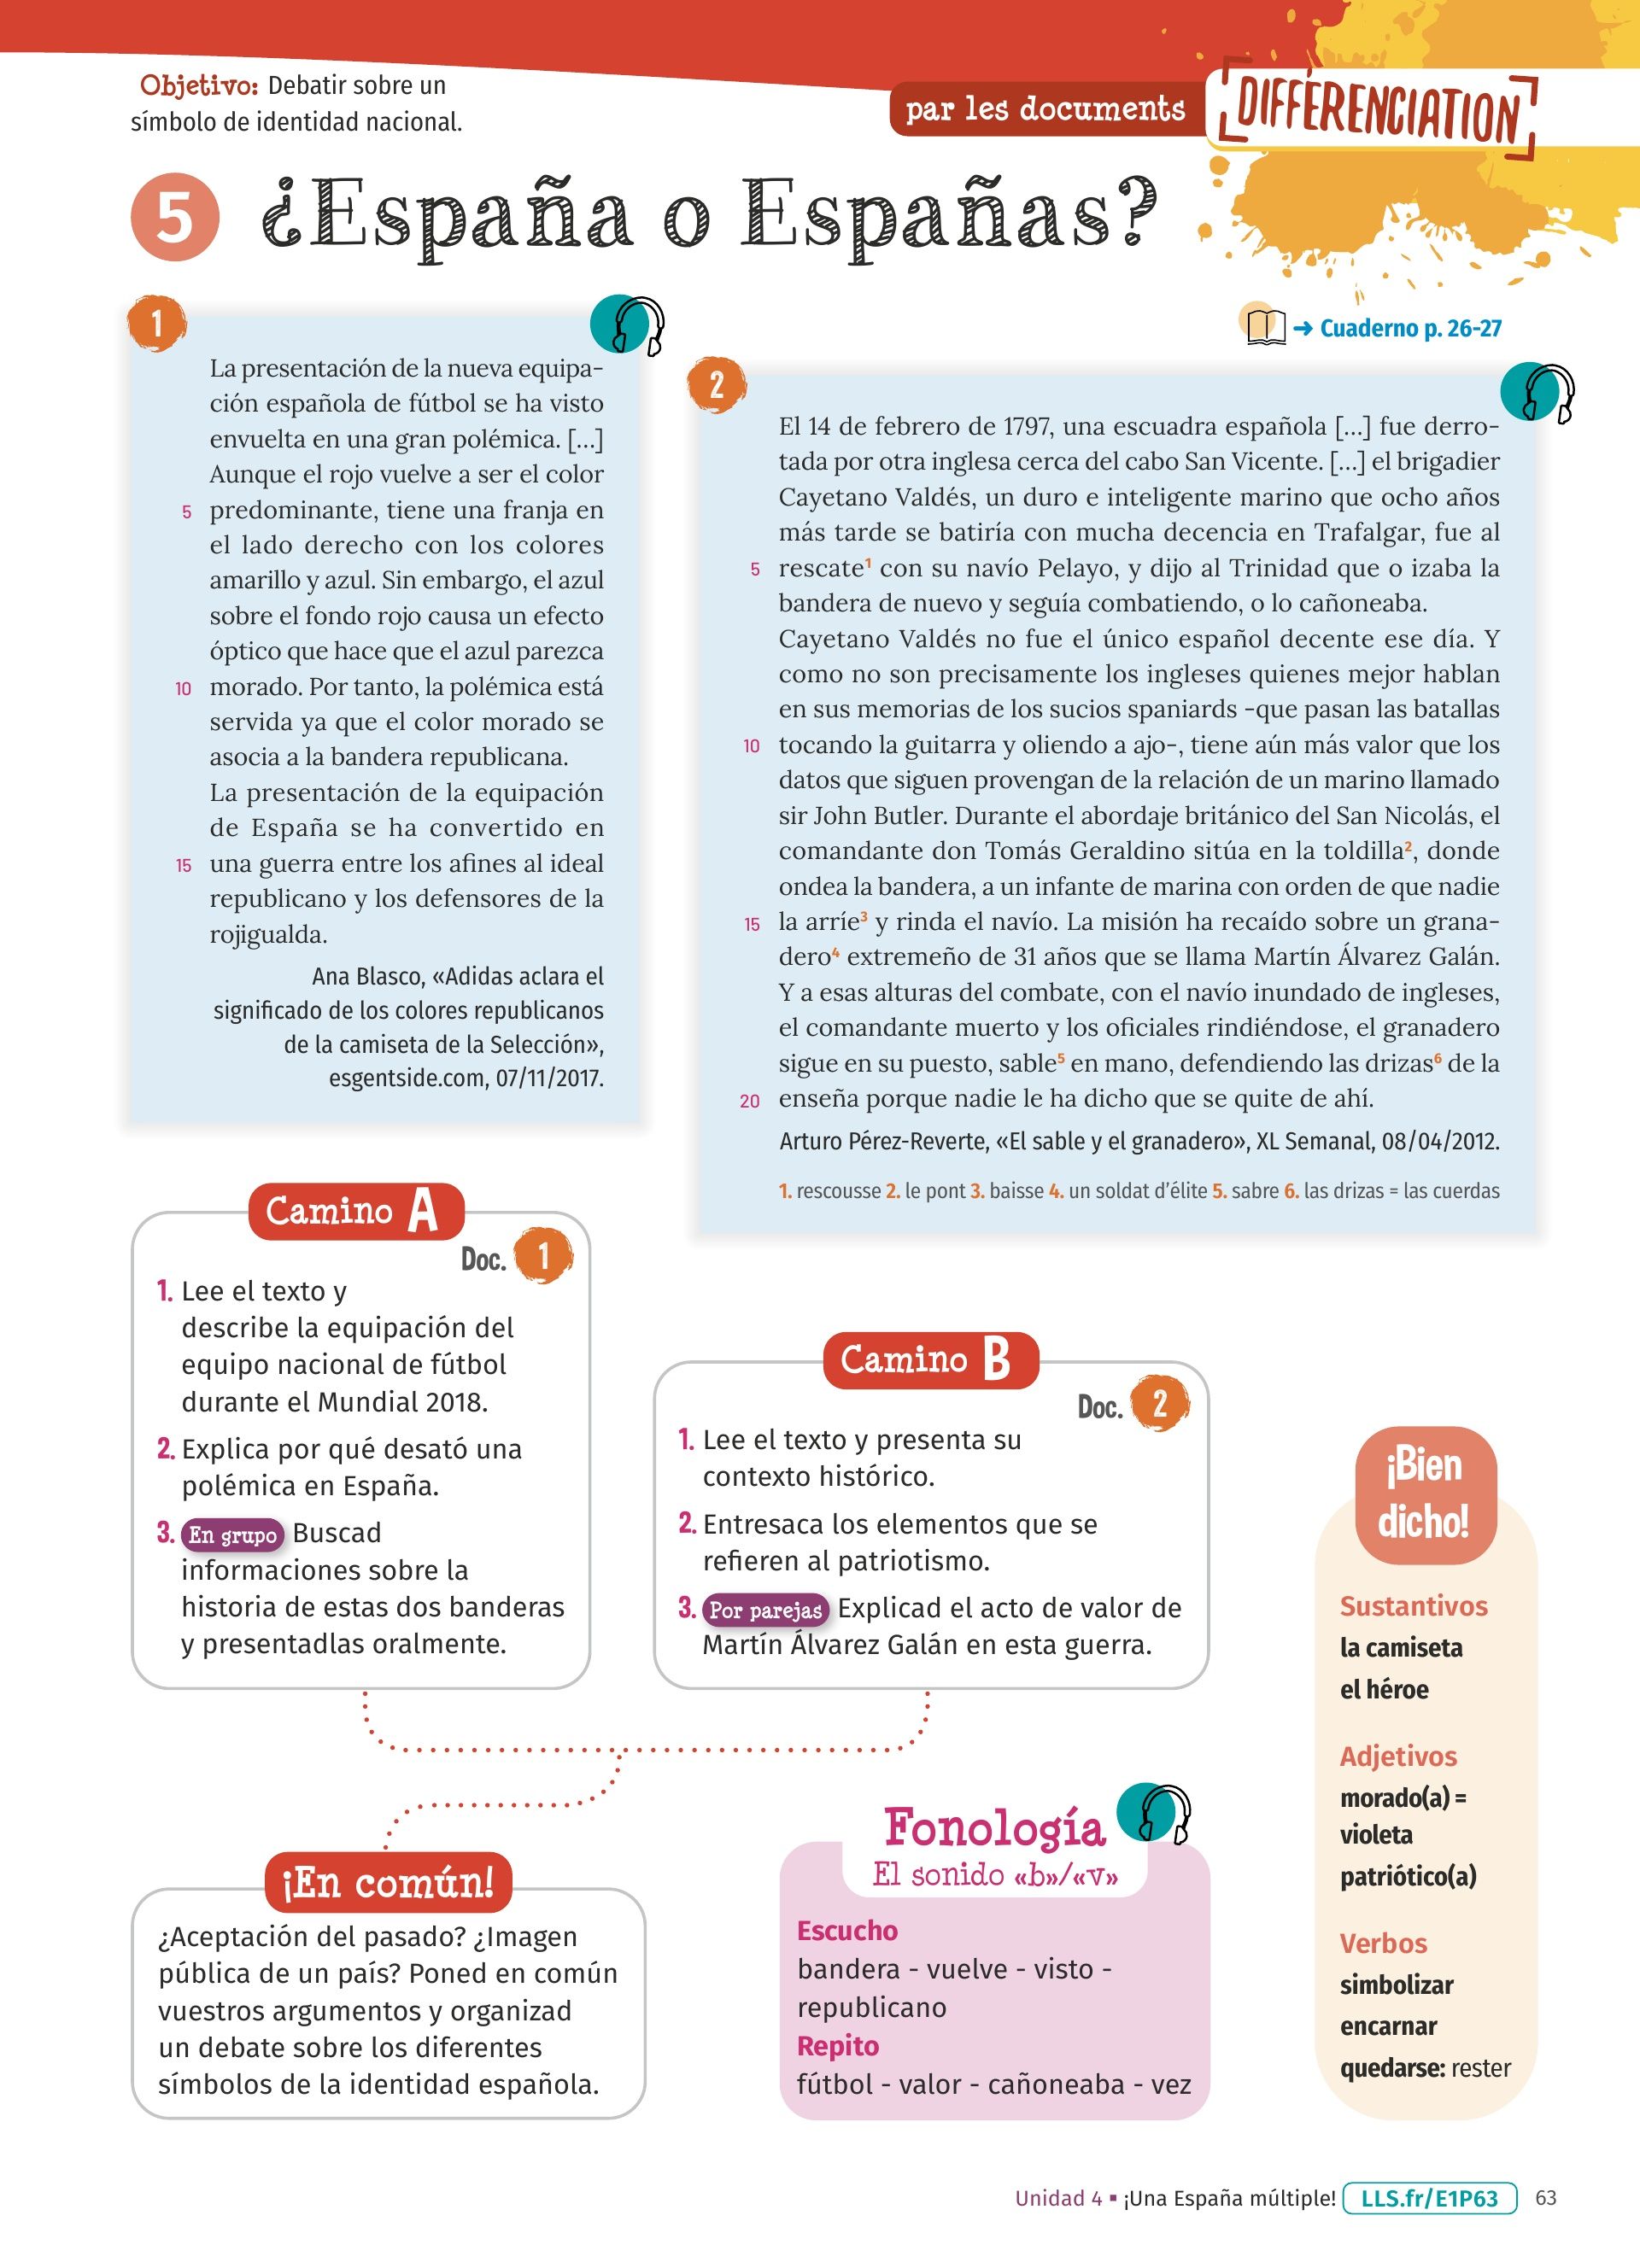 Objetivo: Debatir sobre un
símbolo de identidad nacional.
par les documents
DIFFÉRENCIATION
5 ¿España o Españas?
➜ Cuaderno p. 26-27
1
La presentación de la nueva equipa-
ción española de fútbol se ha visto
envuelta en una gran polémica. [...]
Aunque el rojo vuelve a ser el color
5 predominante, tiene una franja en
el lado derecho con los colores
amarillo y azul. Sin embargo, el azul
sobre el fondo rojo causa un efecto
óptico que hace que el azul parezca
10 morado. Por tanto, la polémica está
servida ya que el color morado se
asocia a la bandera republicana.
La presentación de la equipación
de España se ha convertido en
15 una guerra entre los afines al ideal
republicano y los defensores de la
rojigualda.
Ana Blasco, «Adidas aclara el
significado de los colores republicanos
de la camiseta de la Selección»,
esgentside.com, 07/11/2017.
2
El 14 de febrero de 1797, una escuadra española [...] fue derro-
tada por otra inglesa cerca del cabo San Vicente. [...] el brigadier
Cayetano Valdés, un duro e inteligente marino que ocho años
más tarde se batiría con mucha decencia en Trafalgar, fue al
5 rescate¹ con su navío Pelayo, y dijo al Trinidad que o izaba la
bandera de nuevo y seguía combatiendo, o lo cañoneaba.
Cayetano Valdés no fue el único español decente ese día. Y
como no son precisamente los ingleses quienes mejor hablan
en sus memorias de los sucios spaniards -que pasan las batallas
10 tocando la guitarra y oliendo a ajo-, tiene aún más valor que los
datos que siguen provengan de la relación de un marino llamado
sir John Butler. Durante el abordaje británico del San Nicolás, el
comandante don Tomás Geraldino sitúa en la toldilla², donde
ondea la bandera, a un infante de marina con orden de que nadie
15 la arríe³ y rinda el navío. La misión ha recaído sobre un grana-
dero⁴ extremeño de 31 años que se llama Martín Álvarez Galán.
Y a esas alturas del combate, con el navío inundado de ingleses,
el comandante muerto y los oficiales rindiéndose, el granadero
sigue en su puesto, sable⁵ en mano, defendiendo las drizas⁶ de la
20 enseña porque nadie le ha dicho que se quite de ahí.
Arturo Pérez-Reverte, «El sable y el granadero», XL Semanal, 08/04/2012.
1. rescousse 2. le pont 3. baisse 4. un soldat d’élite 5. sabre 6. las drizas = las cuerdas
Camino A
Doc. 1
1. Lee el texto y
describe la equipación del
equipo nacional de fútbol
durante el Mundial 2018.
2. Explica por qué desató una
polémica en España.
3. En grupo Buscad
informaciones sobre la
historia de estas dos banderas
y presentadlas oralmente.
Camino B
Doc. 2
1. Lee el texto y presenta su
contexto histórico.
2. Entresaca los elementos que se
refieren al patriotismo.
3. Por parejas Explicad el acto de valor de
Martín Álvarez Galán en esta guerra.
¡En común!
¿Aceptación del pasado? ¿Imagen
pública de un país? Poned en común
vuestros argumentos y organizad
un debate sobre los diferentes
símbolos de la identidad española.
Fonología
El sonido «b»/«v»
Escucho
bandera - vuelve - visto -
republicano
Repito
fútbol - valor - cañoneaba - vez
¡Bien
dicho!
Sustantivos
la camiseta
el héroe
Adjetivos
morado(a) =
violeta
patriótico(a)
Verbos
simbolizar
encarnar
quedarse: rester
Unidad 4 ▪ ¡Una España múltiple! LLS.fr/E1P63 63